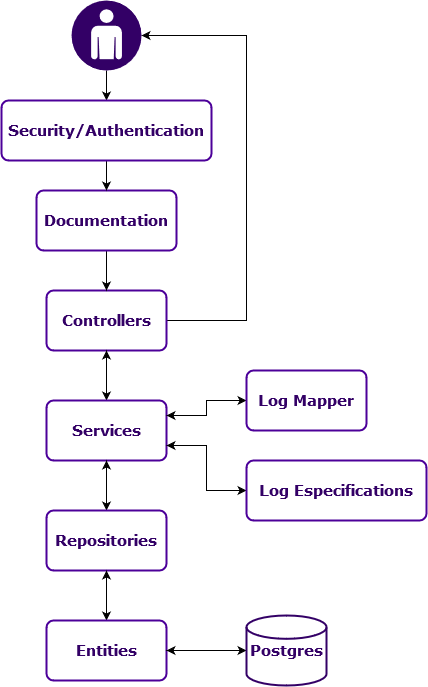 Security/Authentication
Documentation
Controllers
Services
Log Mapper
Log Especifications
Repositories
Entities
Postgres